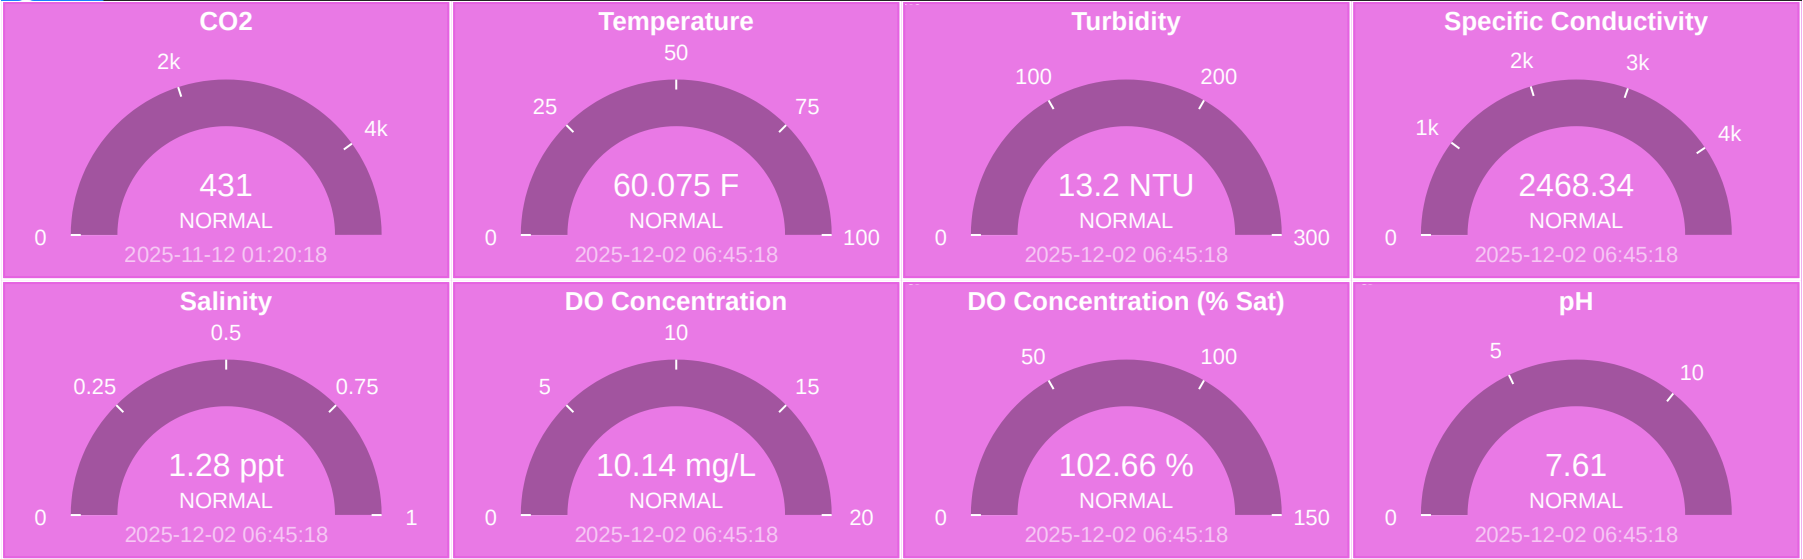 CO2
2k
4k
431
NORMAL
0
2025-11-12 01:20:18
Temperature
50
25
75
60.075 F
NORMAL
0
100
2025-12-02 06:45:18
Turbidity
100
200
13.2 NTU
NORMAL
0
300
2025-12-02 06:45:18
Specific Conductivity
2k
3k
1k
4k
2468.34
NORMAL
0
2025-12-02 06:45:18
Salinity
0.5
0.25
0.75
1.28 ppt
NORMAL
0
1
2025-12-02 06:45:18
DO Concentration
10
5
15
10.14 mg/L
NORMAL
0
20
2025-12-02 06:45:18
DO Concentration (% Sat)
50
100
102.66 %
NORMAL
0
150
2025-12-02 06:45:18
pH
5
10
7.61
NORMAL
0
2025-12-02 06:45:18